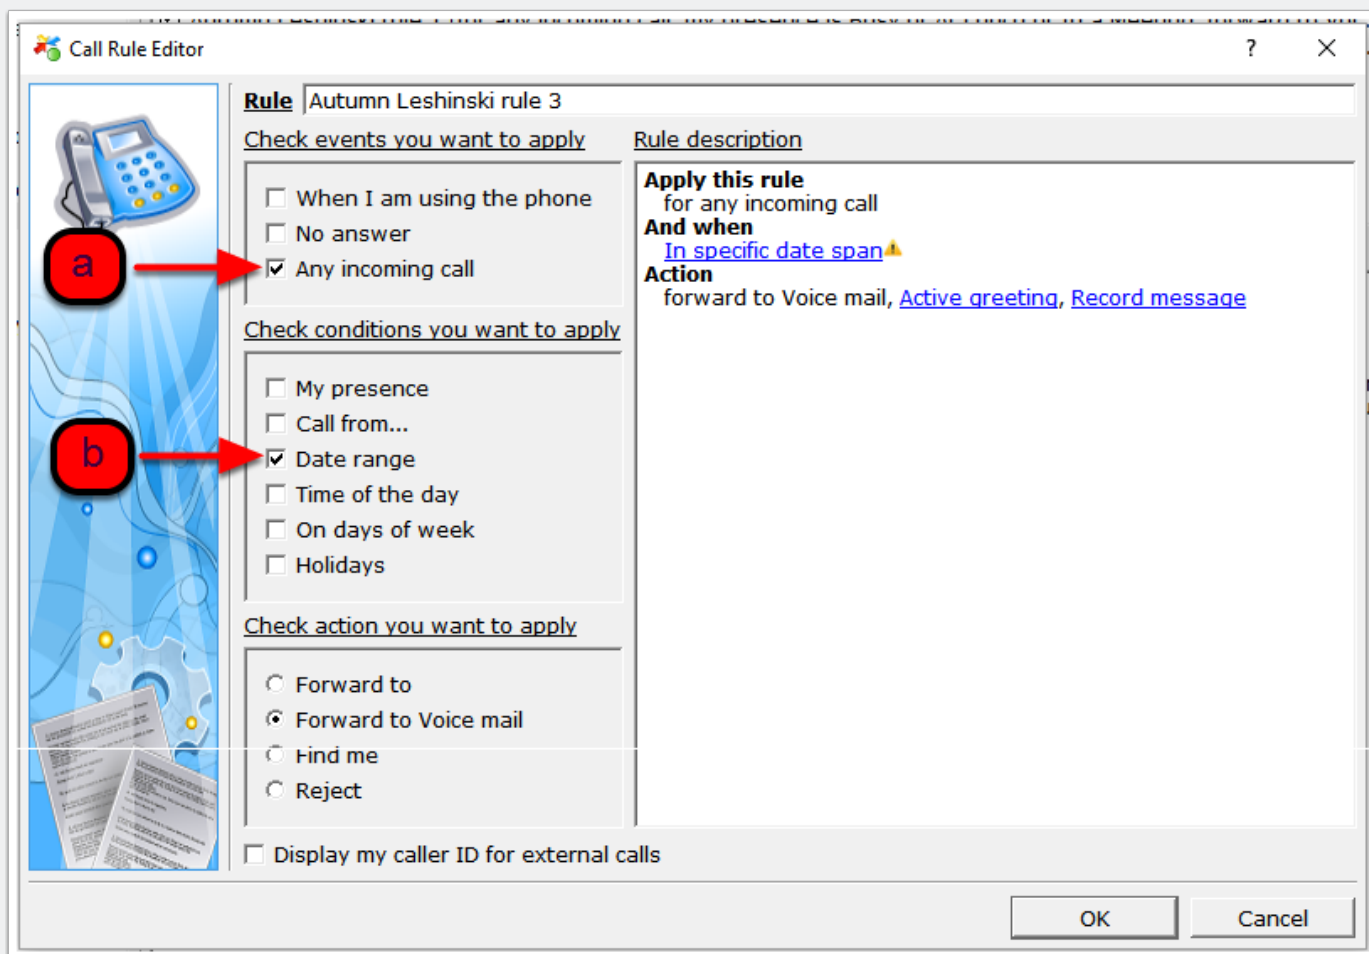 Call Rule Editor
?
Rule Autumn Leshinski rule 3
Check events you want to apply
When I am using the phone
No answer
a
Any incoming call
Check conditions you want to apply
My presence
Call from...
b
Date range
Time of the day
On days of week
Holidays
Check action you want to apply
Forward to
Forward to Voice mail
Find me
Reject
Display my caller ID for external calls
Rule description
Apply this rule
for any incoming call
And when
In specific date span
Action
forward to Voice mail, Active greeting, Record message
OK
Cancel